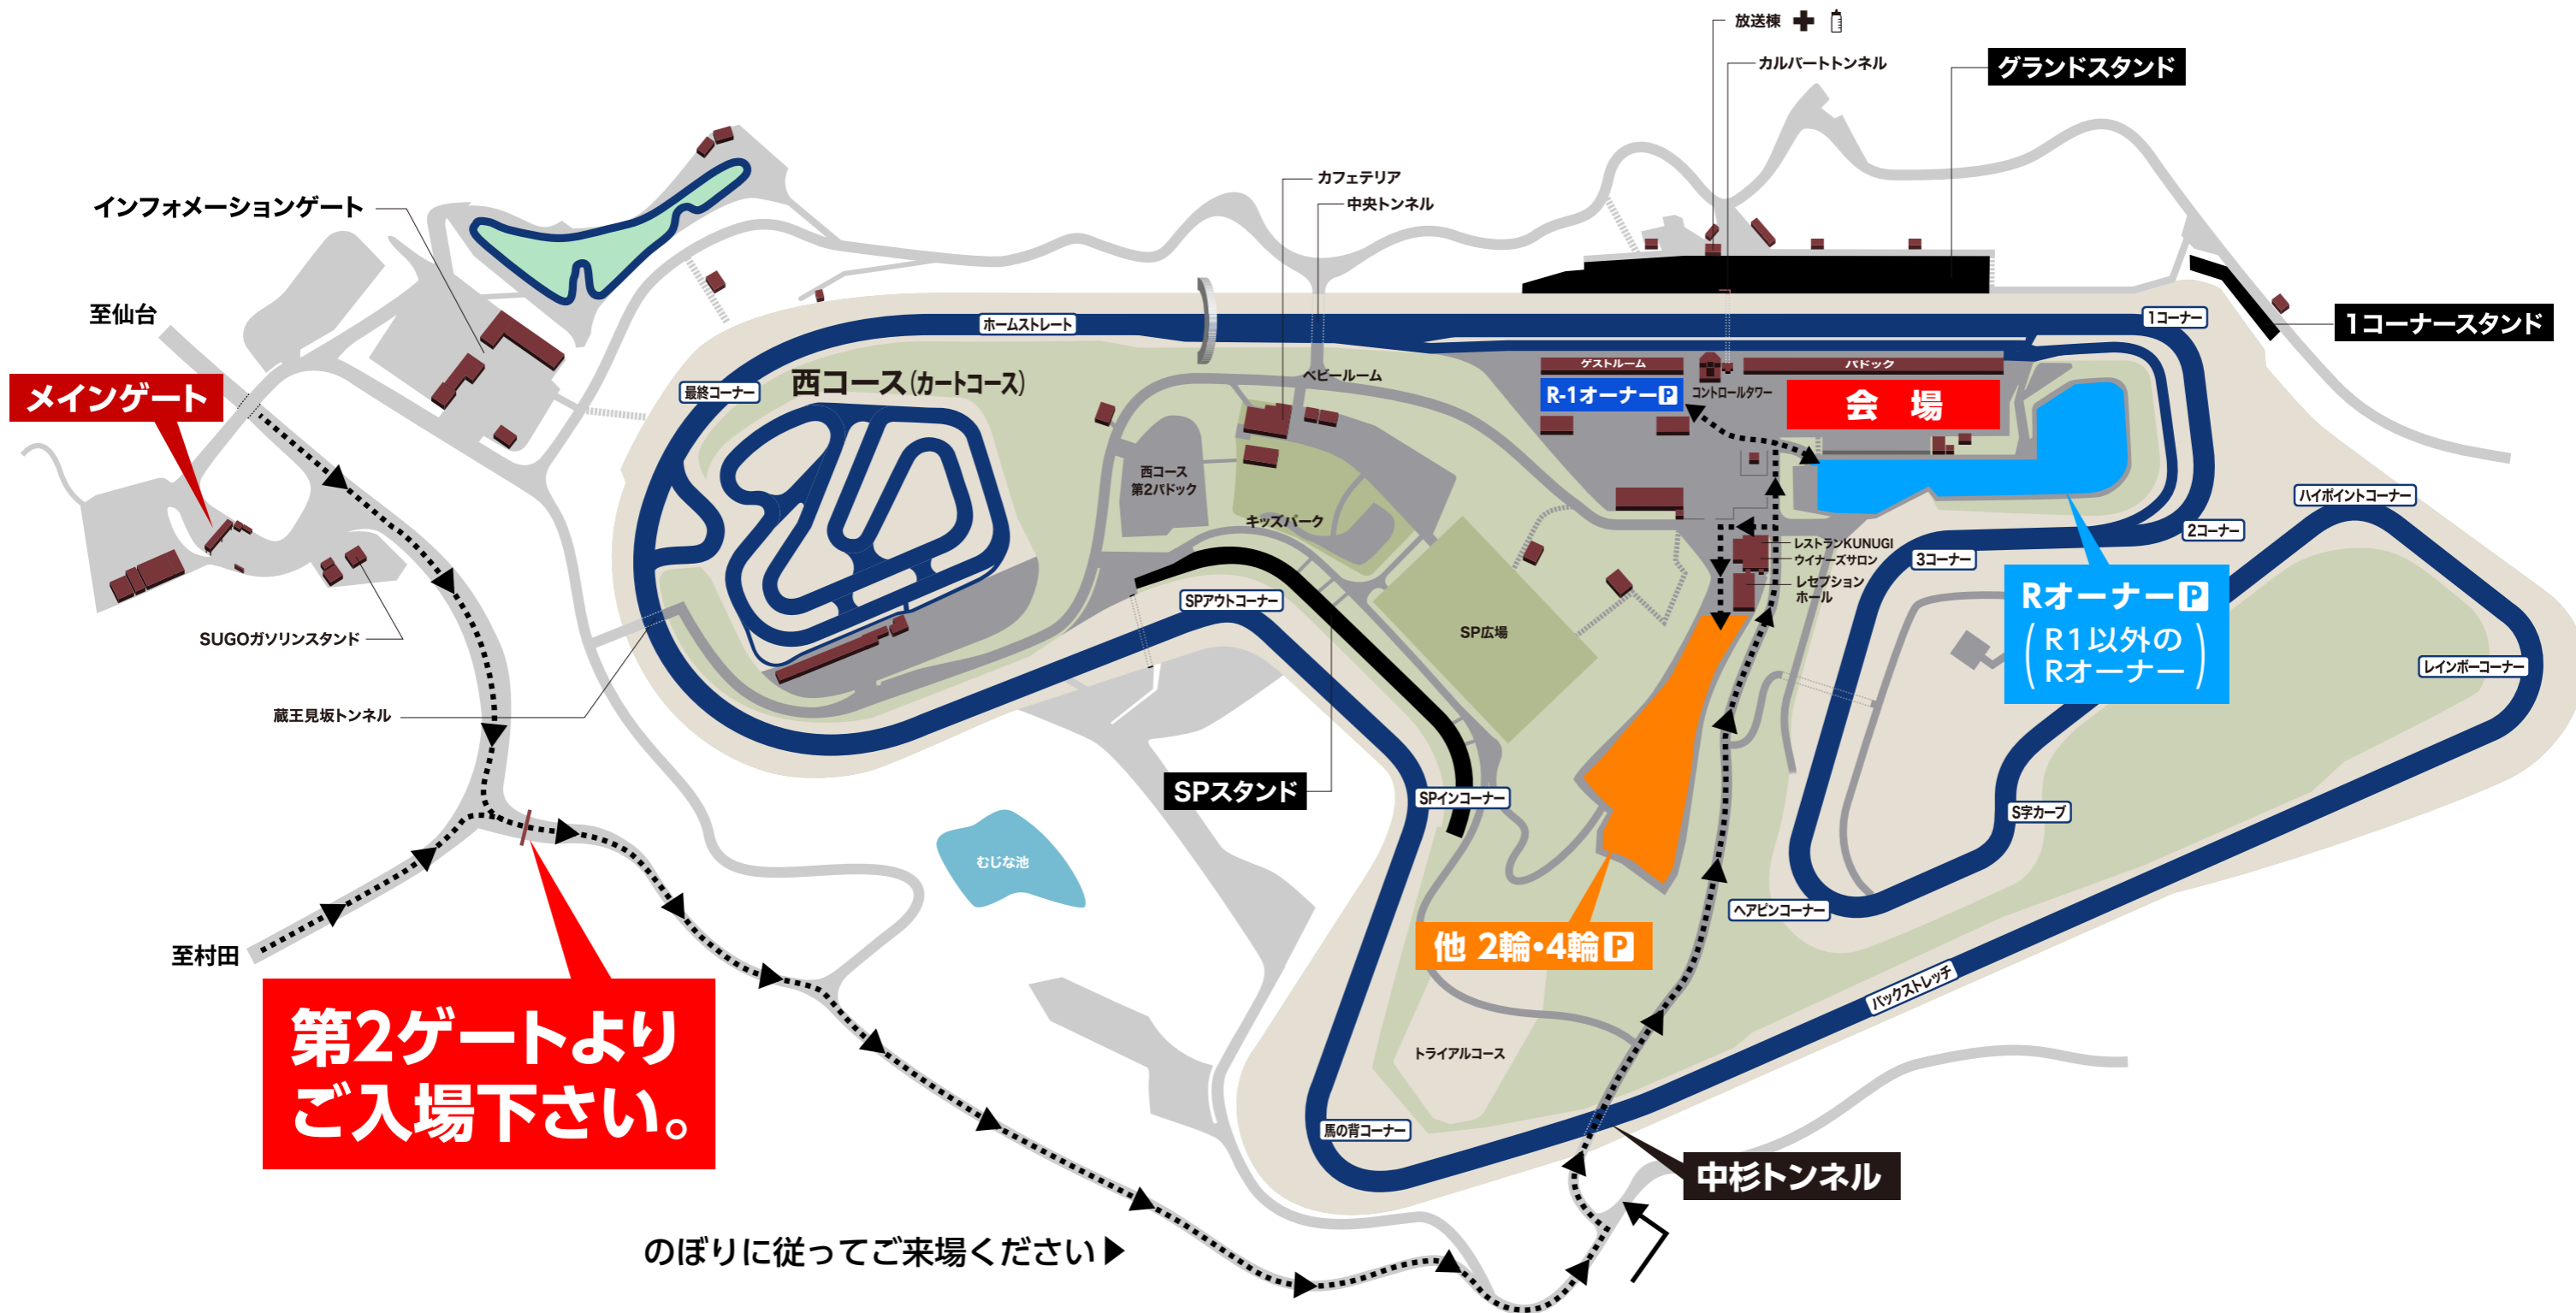 放送棟
カルバートトンネル
グランドスタンド
カフェテリア
中央トンネル
インフォメーションゲート
至仙台
メインゲート
ホームストレート
1コーナー
1コーナースタンド
最終コーナー
西コース(カートコース)
ベビールーム
ゲストルーム
R-1オーナーP
コントロールタワー
パドック
会 場
西コース
第2パドック
キッズパーク
ハイポイントコーナー
2コーナー
3コーナー
レストランKUNUGI
ウイナーズサロン
レセプション
ホール
SPアウトコーナー
SP広場
RオーナーP
(R1以外の
Rオーナー)
レインボーコーナー
SUGOガソリンスタンド
蔵王見坂トンネル
SPスタンド
SPインコーナー
S字カーブ
むじな池
ヘアピンコーナー
他 2輪・4輪P
至村田
第2ゲートより
ご入場下さい。
バックストレッチ
トライアルコース
馬の背コーナー
中杉トンネル
のぼりに従ってご来場ください▶